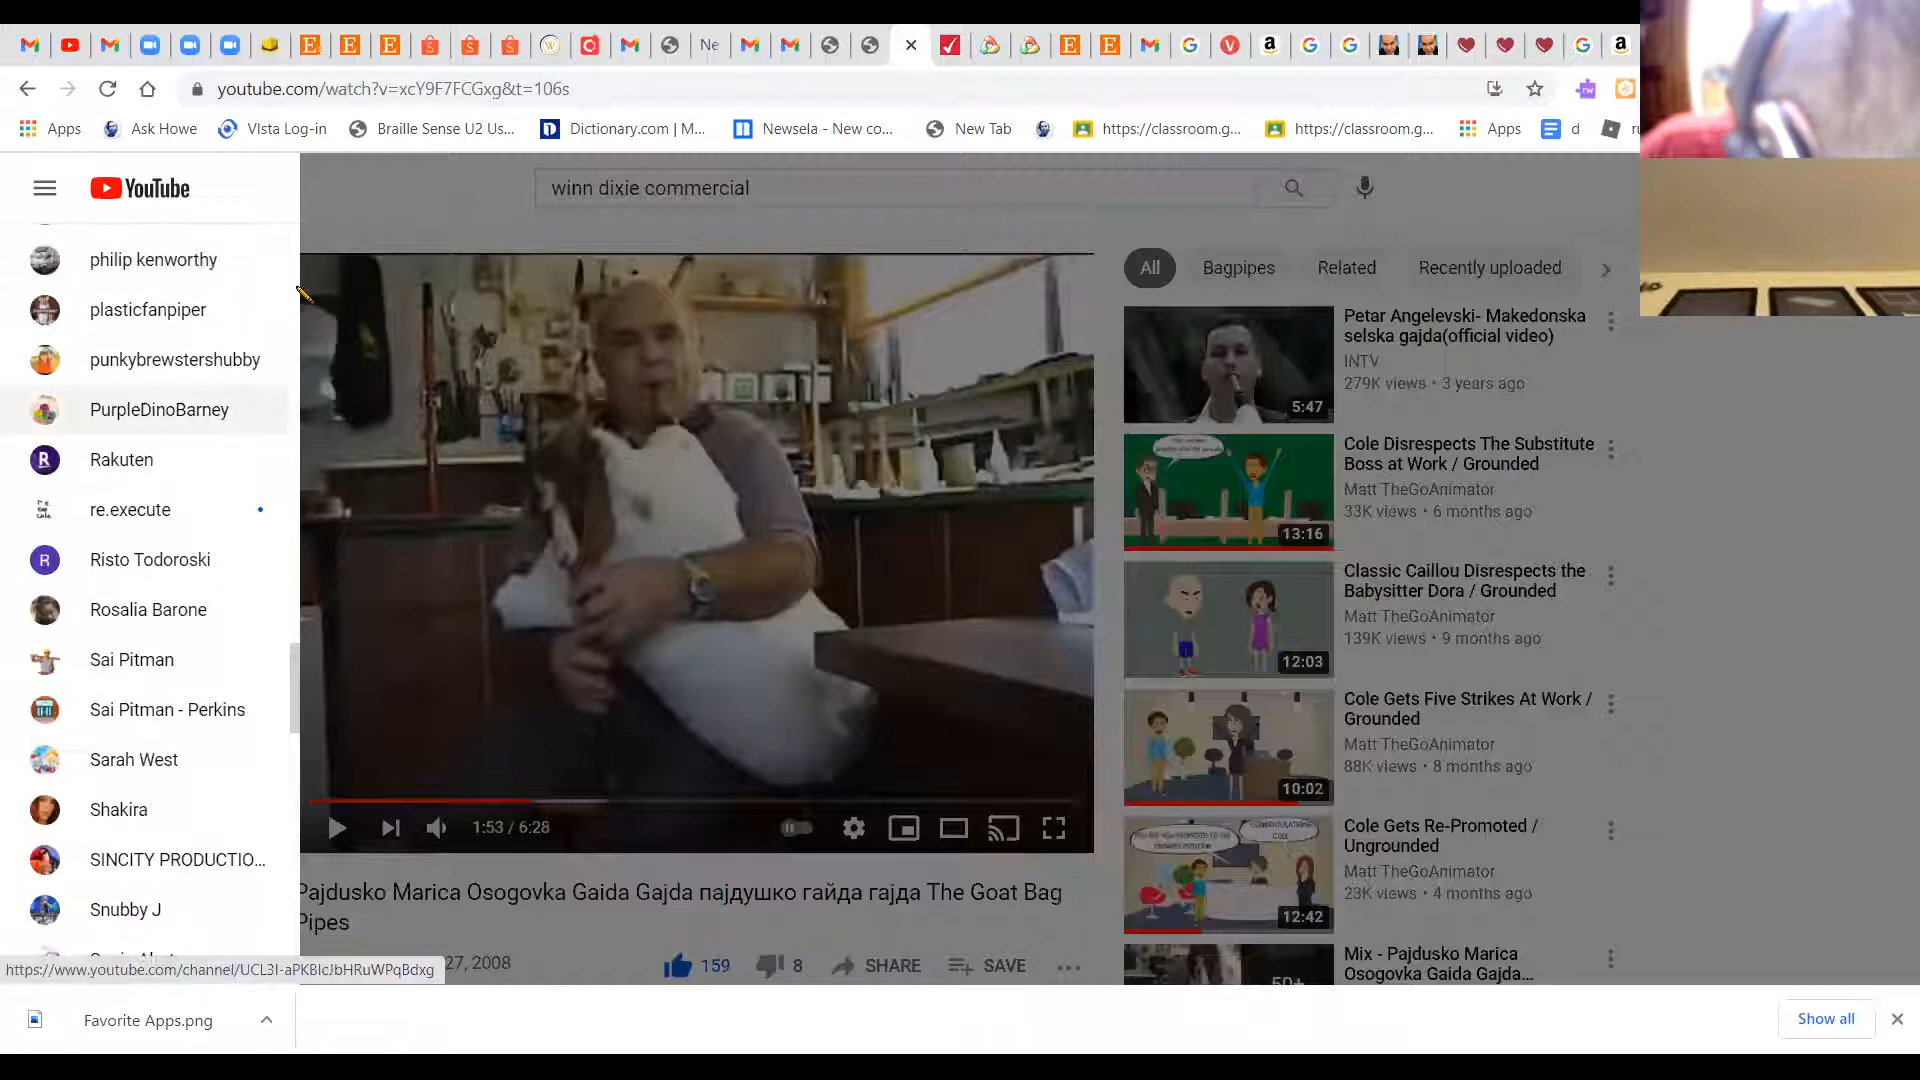 Ne
youtube.com/watch?v=xcY9F7FCGxg&t=106s
Apps
Ask Howe
VIsta Log-in
Braille Sense U2 Us...
Dictionary.com | M...
Newsela - New co...
New Tab
https://classroom.g...
https://classroom.g...
Apps
d
YouTube
winn dixie commercial
philip kenworthy
plasticfanpiper
punkybrewstershubby
PurpleDinoBarney
R
Rakuten
re.execute
R
Risto Todoroski
Rosalia Barone
Sai Pitman
Sai Pitman - Perkins
Sarah West
Shakira
SINCITY PRODUCTIO...
Snubby J
https://www.youtube.com/channel/UCL3I-aPKBIcJbHRuWPqBdxg
1:53 / 6:28
Pajdusko Marica Osogovka Gaida Gajda пајдушко гайда гајда The Goat Bag
Pipes
27, 2008
159
8
SHARE
SAVE
All
Bagpipes
Related
Recently uploaded
5:47
Petar Angelevski- Makedonska
selska gajda(official video)
INTV
279K views • 3 years ago
13:16
Cole Disrespects The Substitute
Boss at Work / Grounded
Matt TheGoAnimator
33K views • 6 months ago
12:03
Classic Caillou Disrespects the
Babysitter Dora / Grounded
Matt TheGoAnimator
139K views • 9 months ago
10:02
Cole Gets Five Strikes At Work /
Grounded
Matt TheGoAnimator
88K views • 8 months ago
12:42
Cole Gets Re-Promoted /
Ungrounded
Matt TheGoAnimator
23K views • 4 months ago
50+
Mix - Pajdusko Marica
Osogovka Gaida Gajda...
Favorite Apps.png
Show all